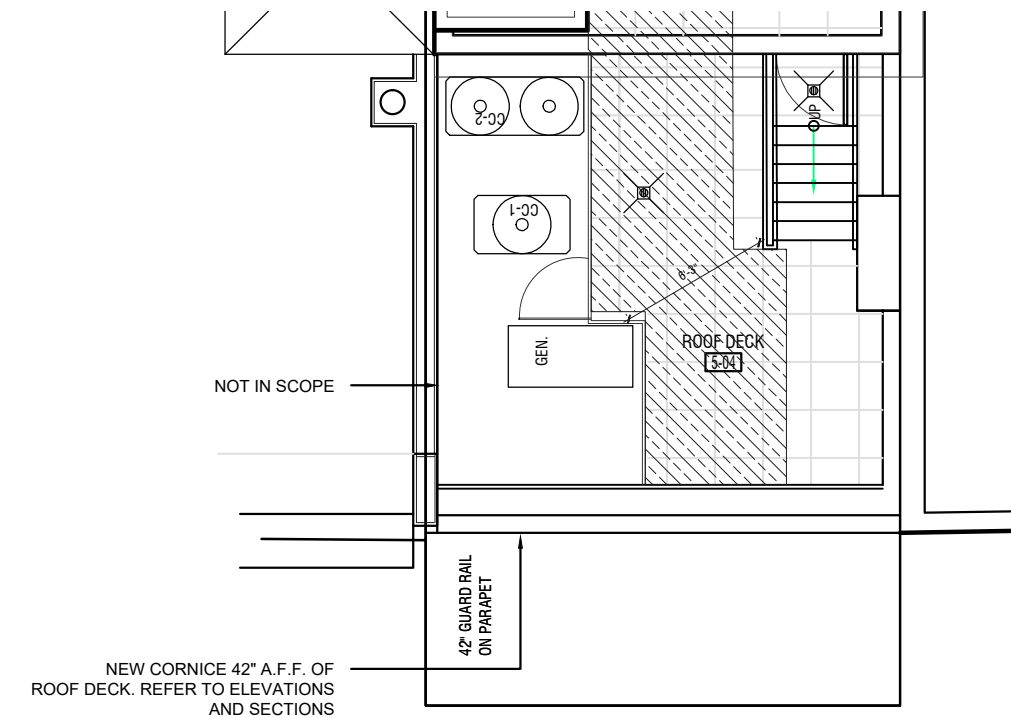 CC-2
UP
CC-1
6'-3"
GEN.
ROOF DECK
5-04
NOT IN SCOPE
42" GUARD RAIL
ON PARAPET
NEW CORNICE 42" A.F.F. OF
ROOF DECK. REFER TO ELEVATIONS
AND SECTIONS